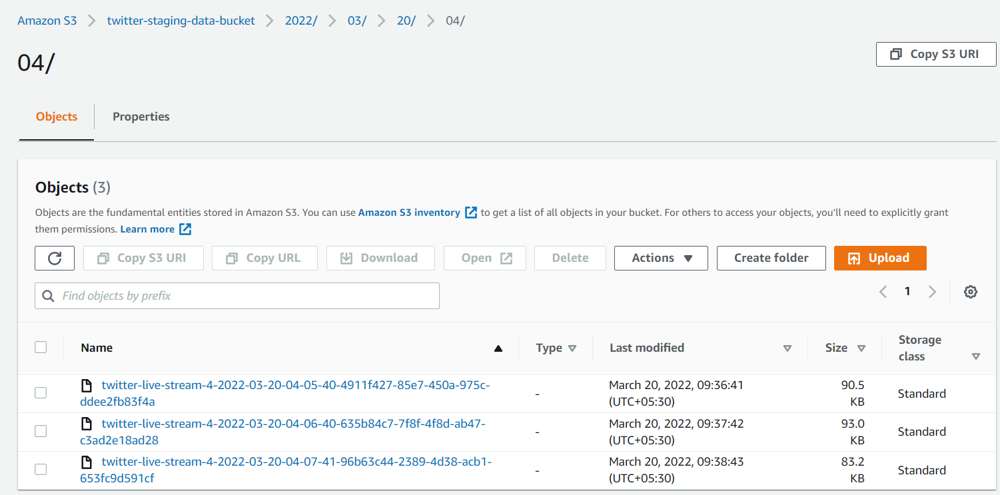 Amazon S3 > twitter-staging-data-bucket > 2022/ > 03/ > 20/ > 04/
04/
Copy S3 URI
Objects Properties
Objects (3)
Objects are the fundamental entities stored in Amazon S3. You can use Amazon S3 inventory to get a list of all objects in your bucket. For others to access your objects, you’ll need to explicitly grant
them permissions. Learn more
Copy S3 URI Copy URL Download Open Delete Actions Create folder Upload
Find objects by prefix
1
Name Type Last modified Size Storage
class
twitter-live-stream-4-2022-03-20-04-05-40-4911f427-85e7-450a-975c-
ddee2fb83f4a
-
March 20, 2022, 09:36:41
(UTC+05:30)
90.5
KB
Standard
twitter-live-stream-4-2022-03-20-04-06-40-635b84c7-7f8f-4f8d-ab47-
c3ad2e18ad28
-
March 20, 2022, 09:37:42
(UTC+05:30)
93.0
KB
Standard
twitter-live-stream-4-2022-03-20-04-07-41-96b63c44-2389-4d38-acb1-
653fc9d591cf
-
March 20, 2022, 09:38:43
(UTC+05:30)
83.2
KB
Standard